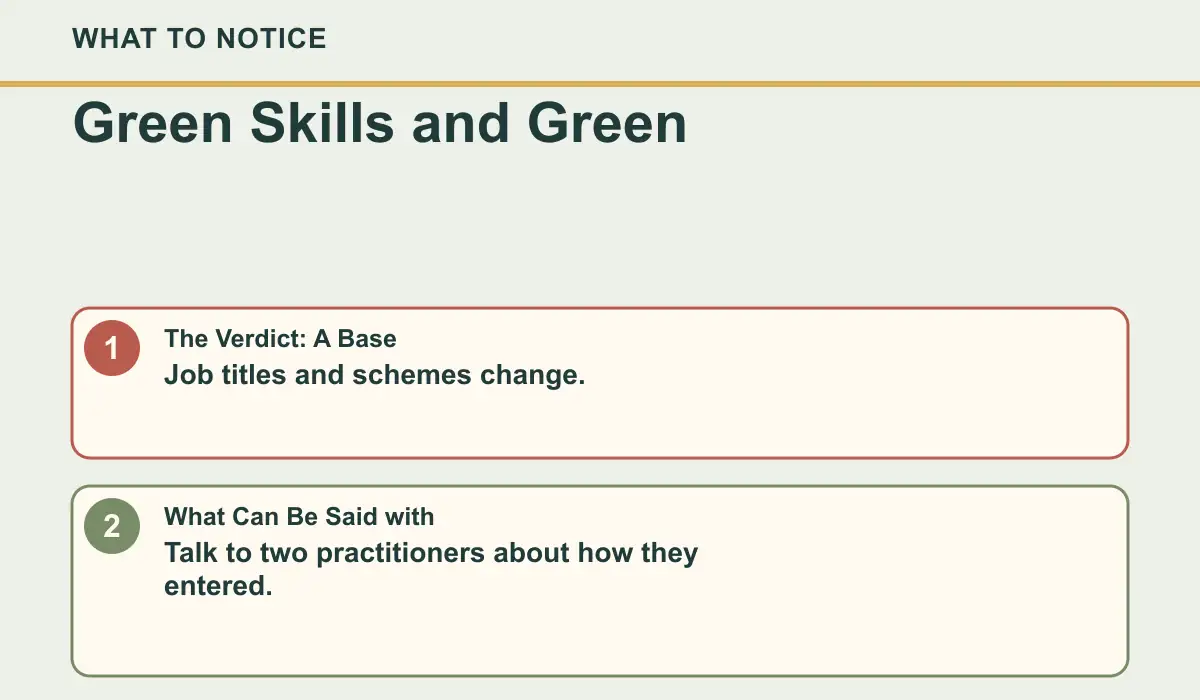 WHAT TO NOTICE
Green Skills and Green
1
The Verdict: A Base
Job titles and schemes change.
2
What Can Be Said with
Talk to two practitioners about how they
entered.